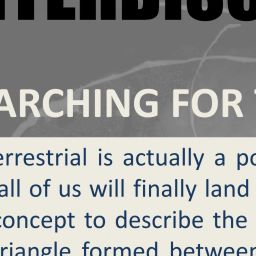 ARCHING FOR
errestrial is actually a po
all of us will finally land
concept to describe the
riangle formed between